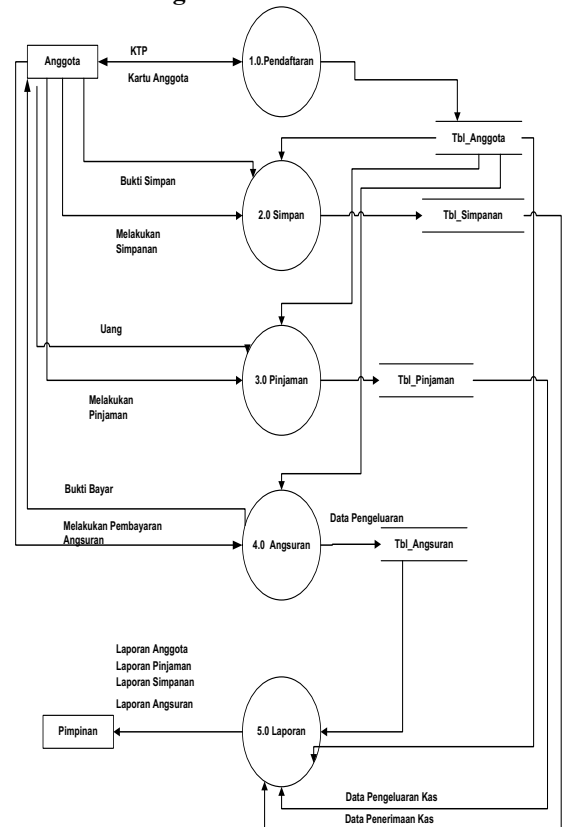 KTP
Anggota
1.0.Pendaftaran
Kartu Anggota
Tbl_Anggota
Bukti Simpan
2.0 Simpan
Tbl_Simpanan
Melakukan
Simpanan
Uang
3.0 Pinjaman
Tbl_Pinjaman
Melakukan
Pinjaman
Bukti Bayar
Data Pengeluaran
Melakukan Pembayaran
Angsuran
4.0 Angsuran
Tbl_Angsuran
Laporan Anggota
Laporan Pinjaman
Laporan Simpanan
Laporan Angsuran
Pimpinan
5.0 Laporan
Data Pengeluaran Kas
Data Penerimaan Kas